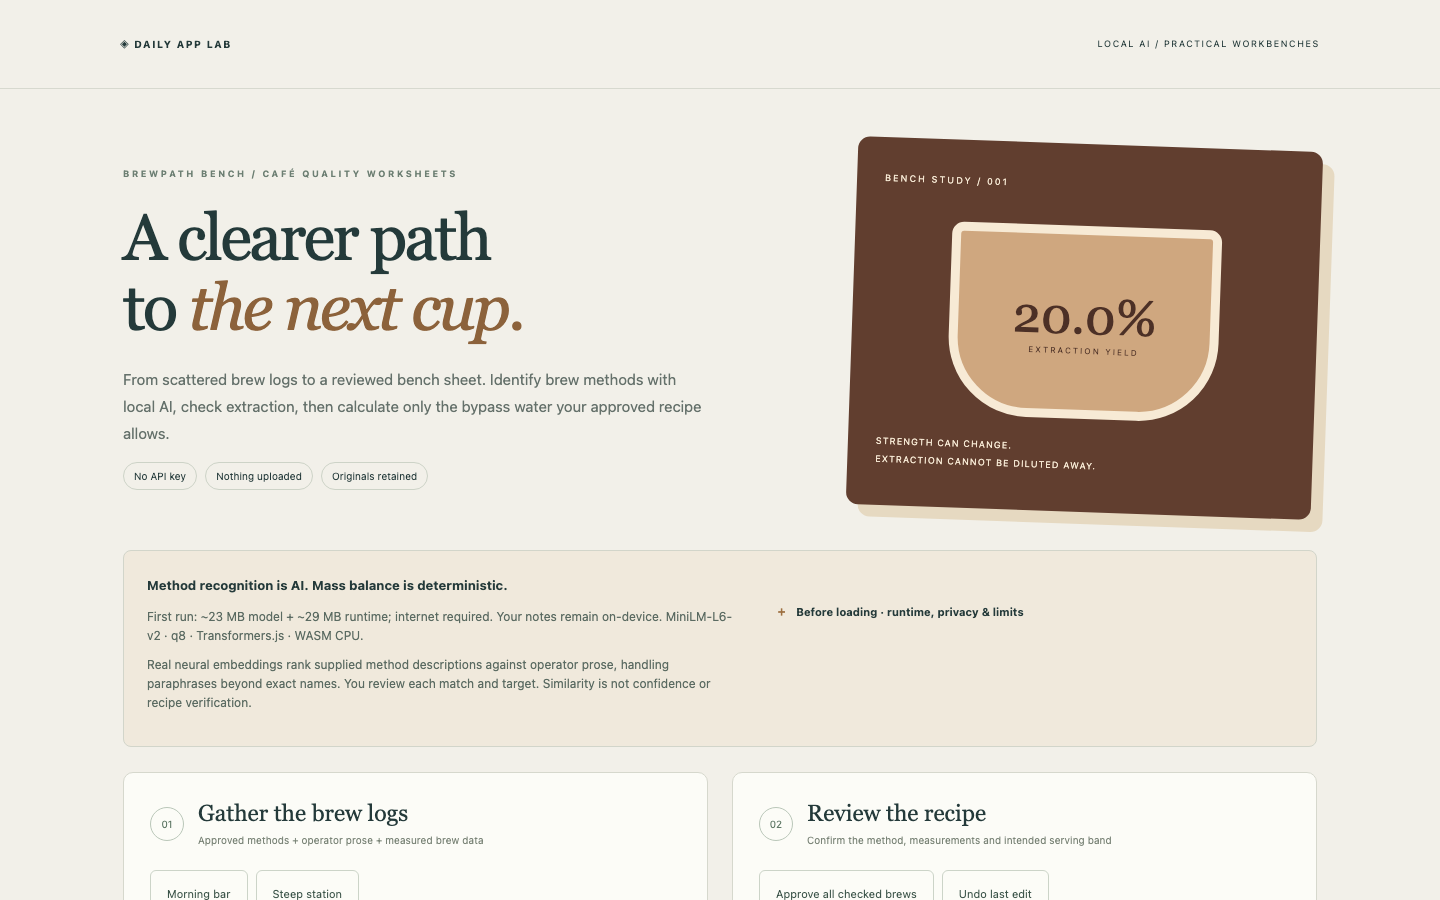 ◈ DAILY APP LAB
LOCAL AI / PRACTICAL WORKBENCHES
BREWPATH BENCH / CAFÉ QUALITY WORKSHEETS
A clearer path
to the next cup.
From scattered brew logs to a reviewed bench sheet. Identify brew methods with
local AI, check extraction, then calculate only the bypass water your approved recipe
allows.
No API key
Nothing uploaded
Originals retained
BENCH STUDY / 001
20.0%
EXTRACTION YIELD
STRENGTH CAN CHANGE.
EXTRACTION CANNOT BE DILUTED AWAY.
Method recognition is AI. Mass balance is deterministic.
First run: ~23 MB model + ~29 MB runtime; internet required. Your notes remain on-device. MiniLM-L6-
v2 · q8 · Transformers.js · WASM CPU.
Real neural embeddings rank supplied method descriptions against operator prose, handling
paraphrases beyond exact names. You review each match and target. Similarity is not confidence or
recipe verification.
+ Before loading · runtime, privacy & limits
01
Gather the brew logs
Approved methods + operator prose + measured brew data
Morning bar
Steep station
02
Review the recipe
Confirm the method, measurements and intended serving band
Approve all checked brews
Undo last edit